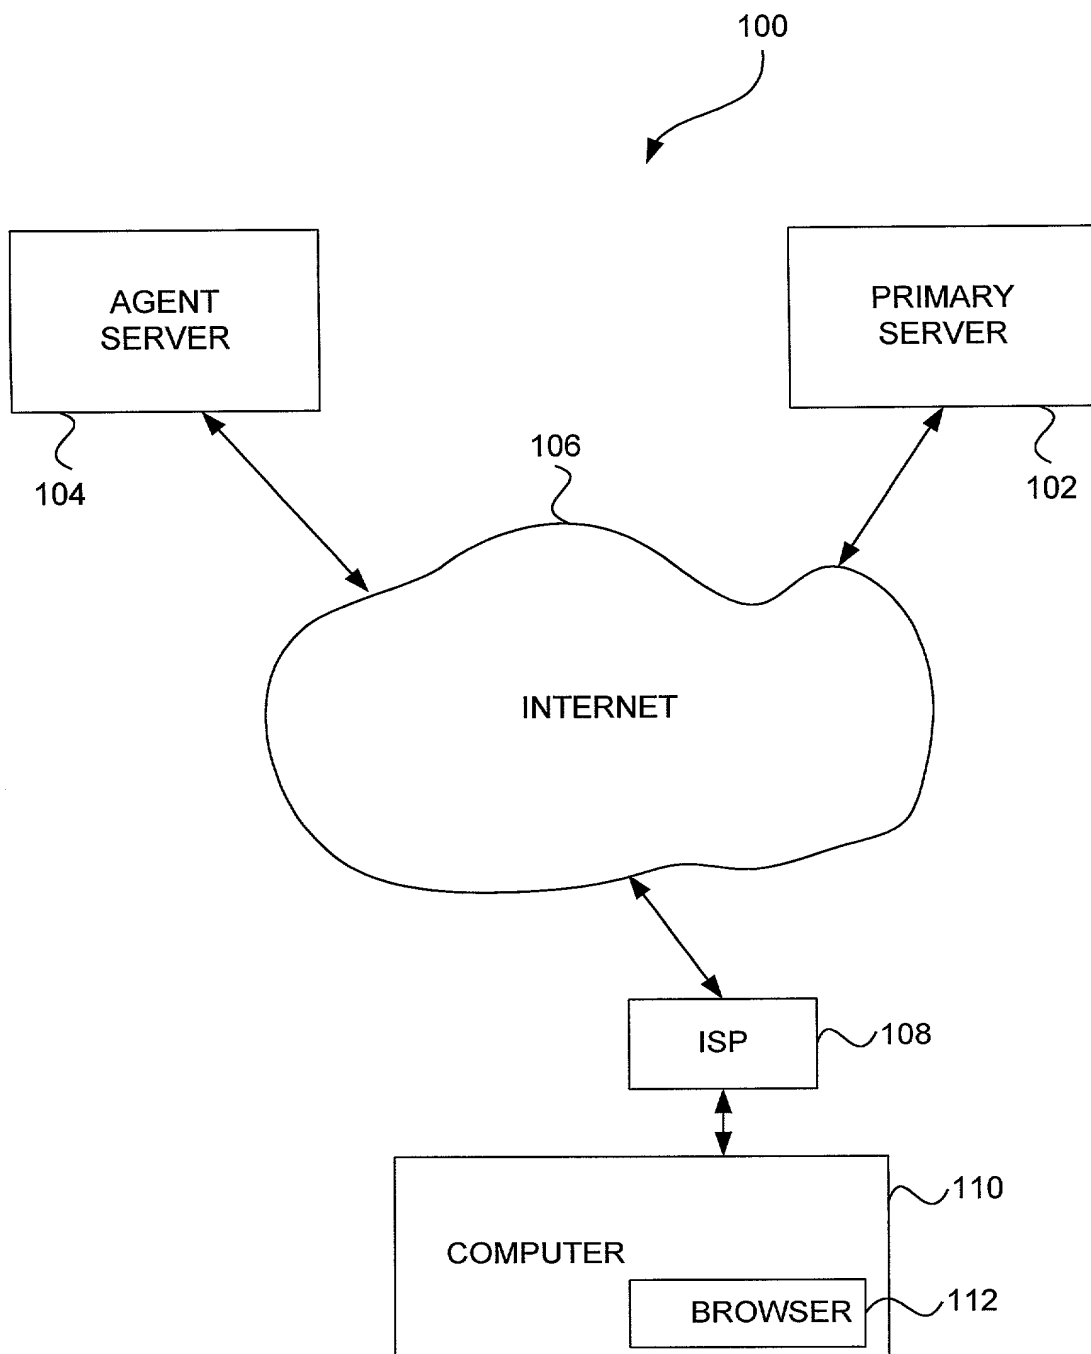 100
AGENT
SERVER
PRIMARY
SERVER
104
106
102
INTERNET
ISP
108
110
COMPUTER
BROWSER
112